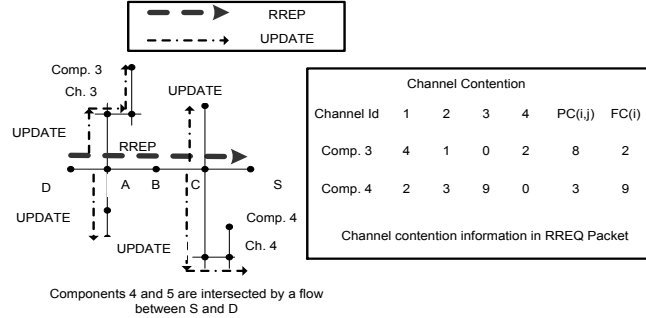 RREP
UPDATE
Comp. 3
Ch. 3
UPDATE
UPDATE
RREP
D
A
B
C
S
UPDATE
UPDATE
Comp. 4
Ch. 4
Components 4 and 5 are intersected by a flow
between S and D
Channel Contention
Channel Id 1 2 3 4 PC(i,j) FC(i)
Comp. 3 4 1 0 2 8 2
Comp. 4 2 3 9 0 3 9
Channel contention information in RREQ Packet